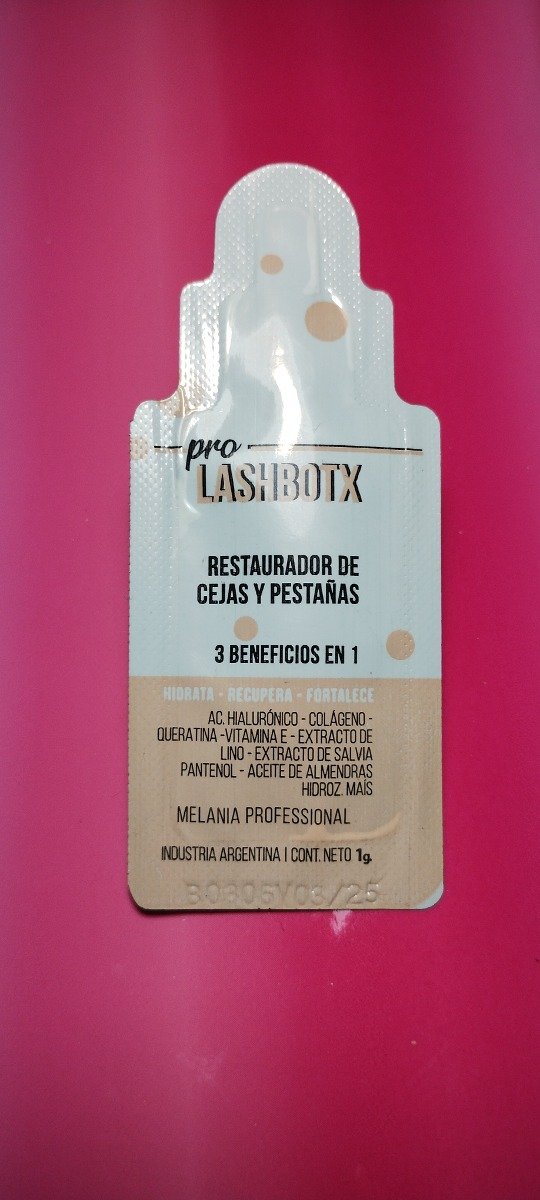 pro
LASHBOTX
RESTAURADOR DE
CEJAS Y PESTAÑAS
3 BENEFICIOS EN 1
HIDRATA - RECUPERA - FORTALECE
AC. HIALURÓNICO - COLÁGENO -
QUERATINA -VITAMINA E - EXTRACTO DE
LINO - EXTRACTO DE SALVIA
PANTENOL - ACEITE DE ALMENDRAS
HIDROZ. MAÍS
MELANIA PROFESSIONAL
INDUSTRIA ARGENTINA | CONT. NETO 1g.